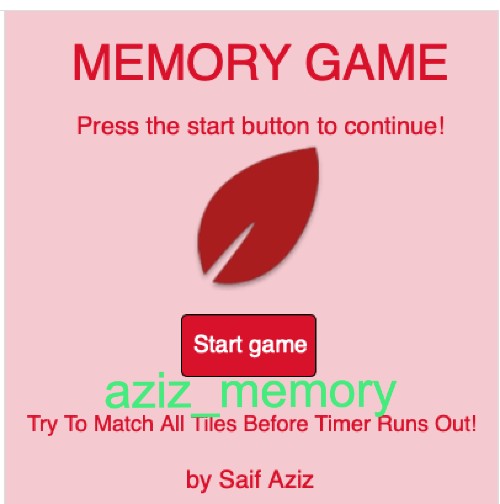 MEMORY GAME
Press the start button to continue!
Start game
aziz_memory
Try To Match All Tiles Before Timer Runs Out!
by Saif Aziz